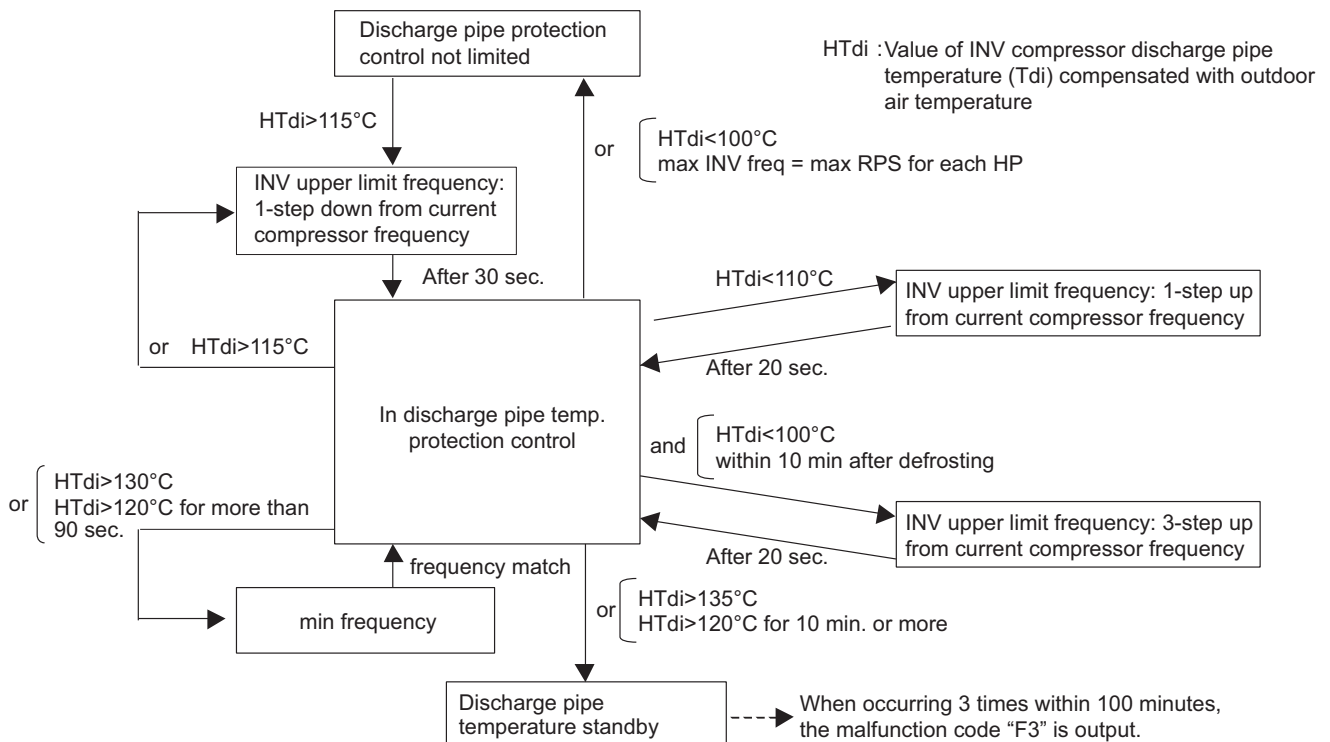 Discharge pipe protection
control not limited
HTdi :Value of INV compressor discharge pipe
temperature (Tdi) compensated with outdoor
air temperature
HTdi>115°C
or
HTdi<100°C
max INV freq = max RPS for each HP
INV upper limit frequency:
1-step down from current
compressor frequency
After 30 sec.
HTdi<110°C
INV upper limit frequency: 1-step up
from current compressor frequency
After 20 sec.
or HTdi>115°C
In discharge pipe temp.
protection control
and
HTdi<100°C
within 10 min after defrosting
or
HTdi>130°C
HTdi>120°C for more than
90 sec.
INV upper limit frequency: 3-step up
from current compressor frequency
After 20 sec.
frequency match
min frequency
or
HTdi>135°C
HTdi>120°C for 10 min. or more
Discharge pipe
temperature standby
When occurring 3 times within 100 minutes,
the malfunction code “F3” is output.